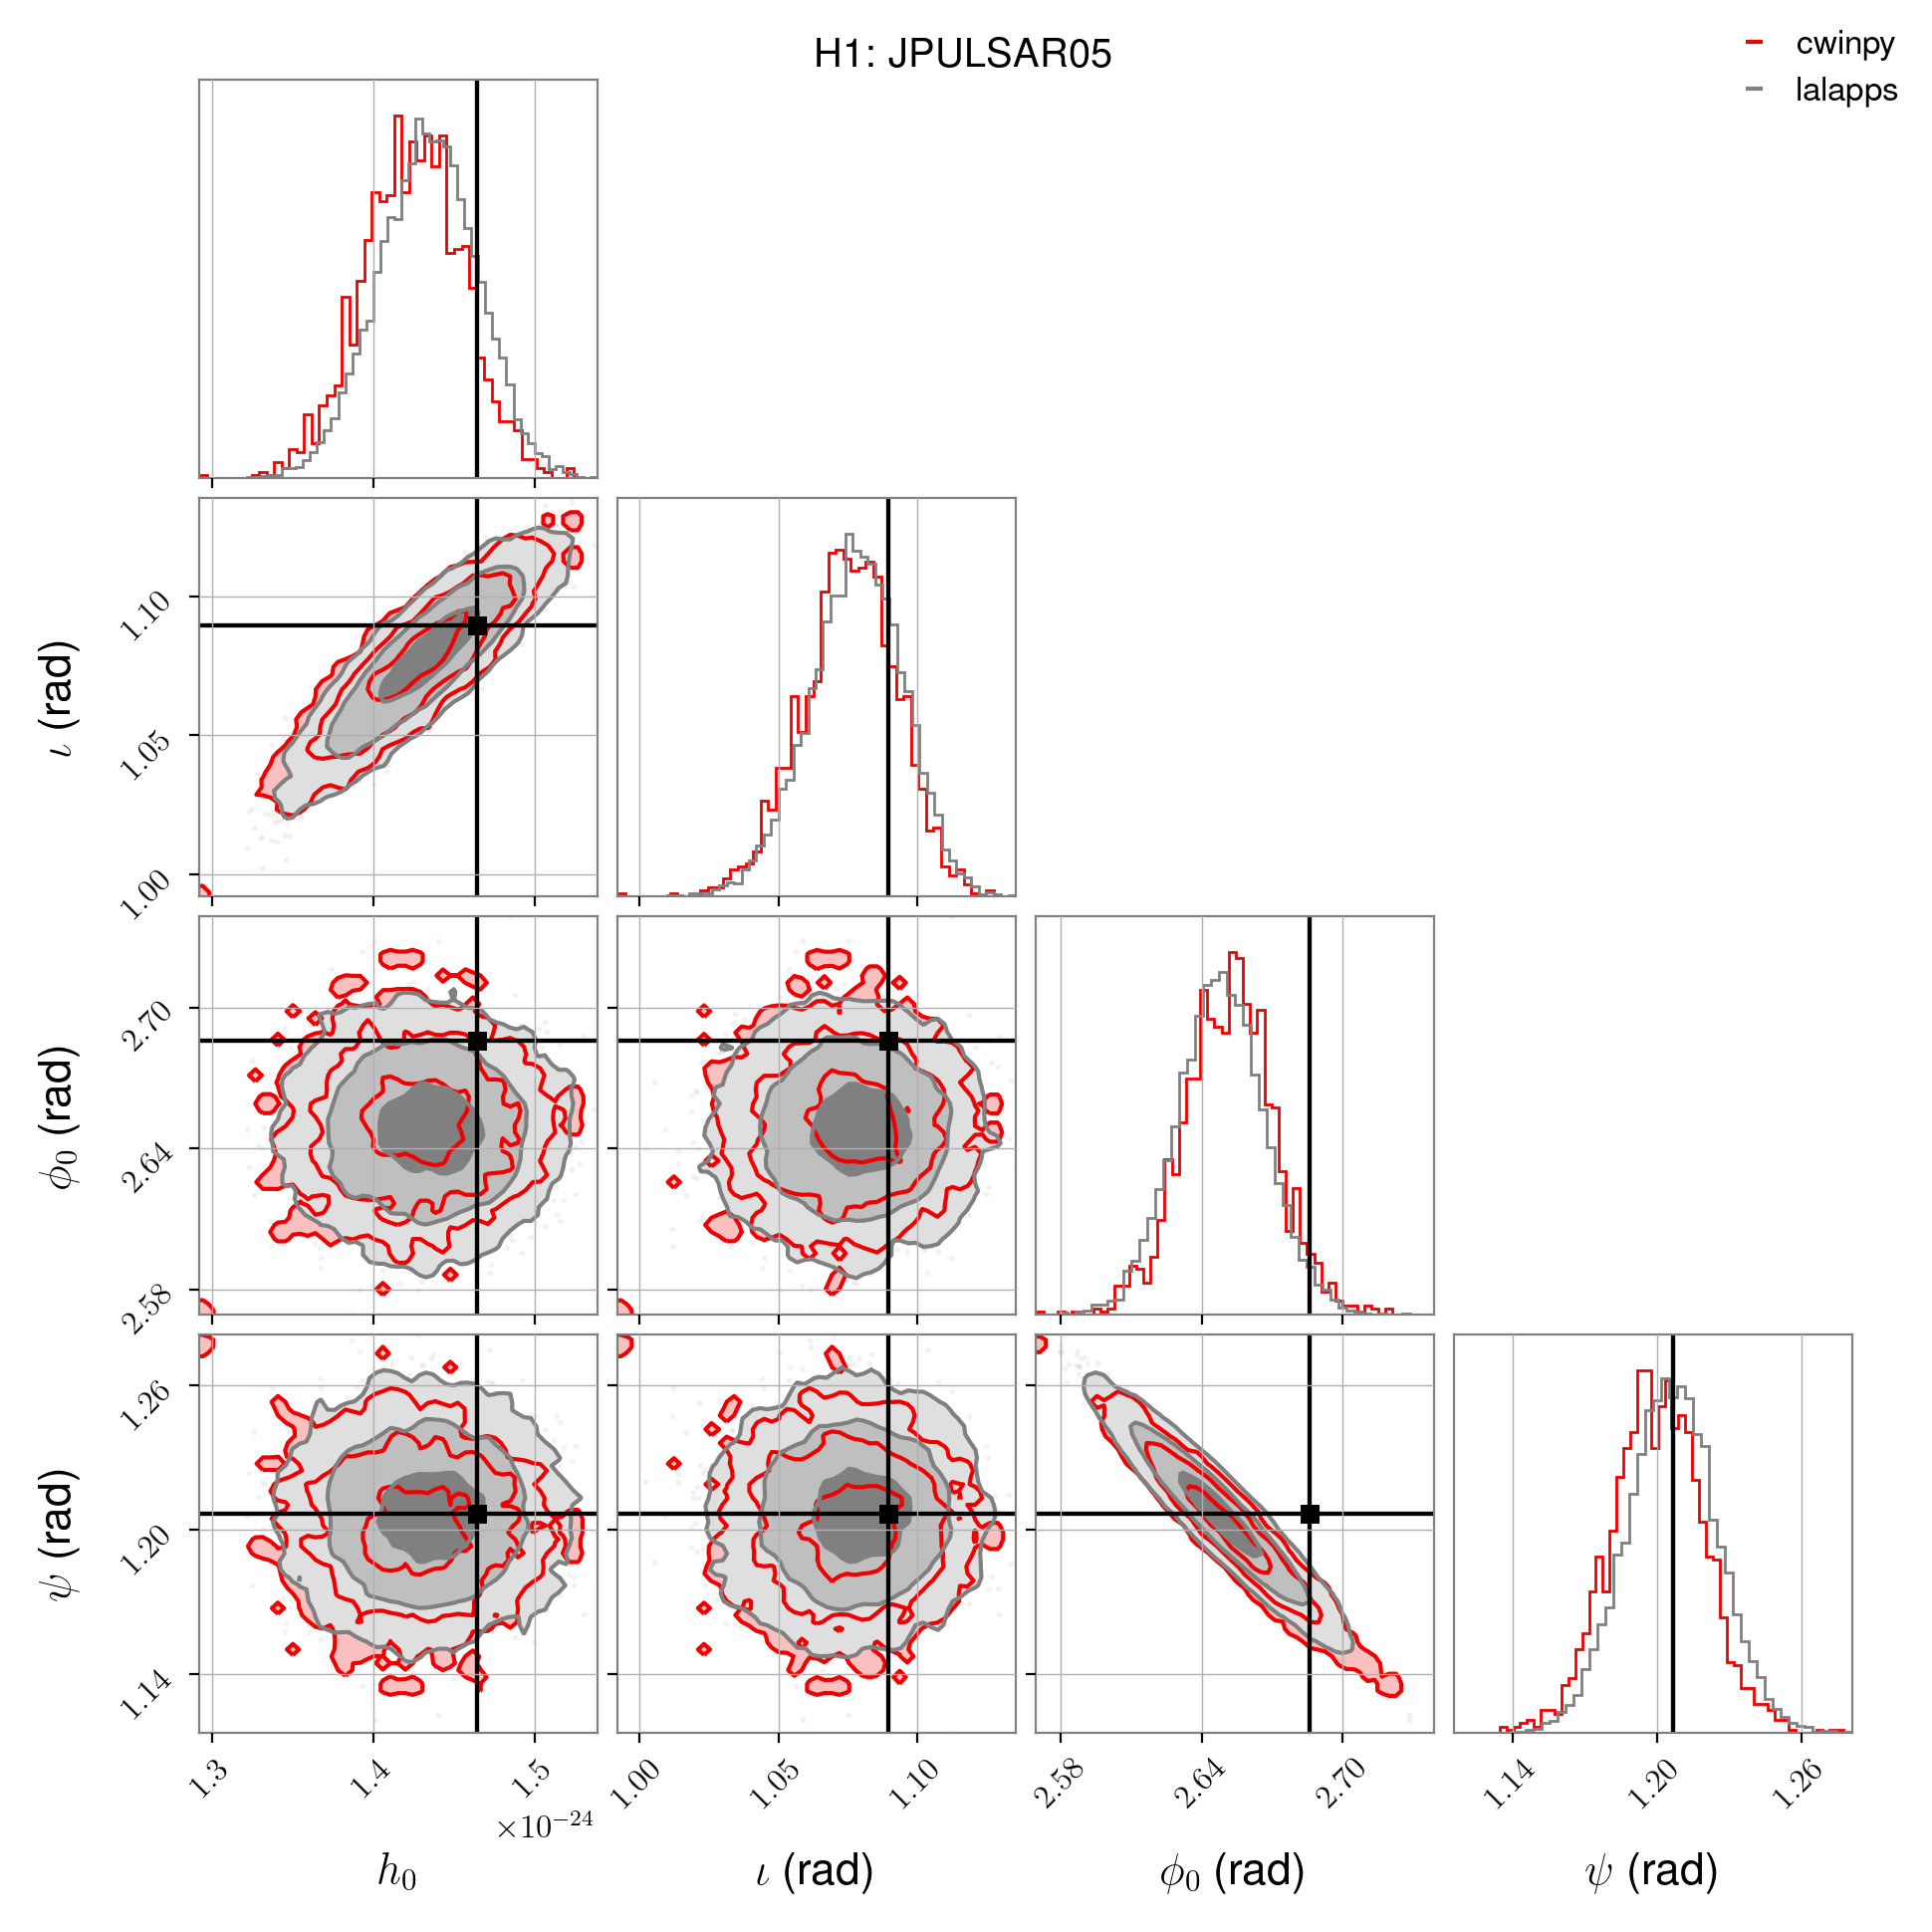 H1: JPULSAR05
cwinpy
lalapps
ι (rad)
1.10
1.05
1.00
ϕ₀ (rad)
2.70
2.64
2.58
ψ (rad)
1.26
1.20
1.14
1.3 1.4 1.5
1.00 1.05 1.10
2.58 2.64 2.70
1.14 1.20 1.26
×10⁻²⁴
h₀
ι (rad)
ϕ₀ (rad)
ψ (rad)